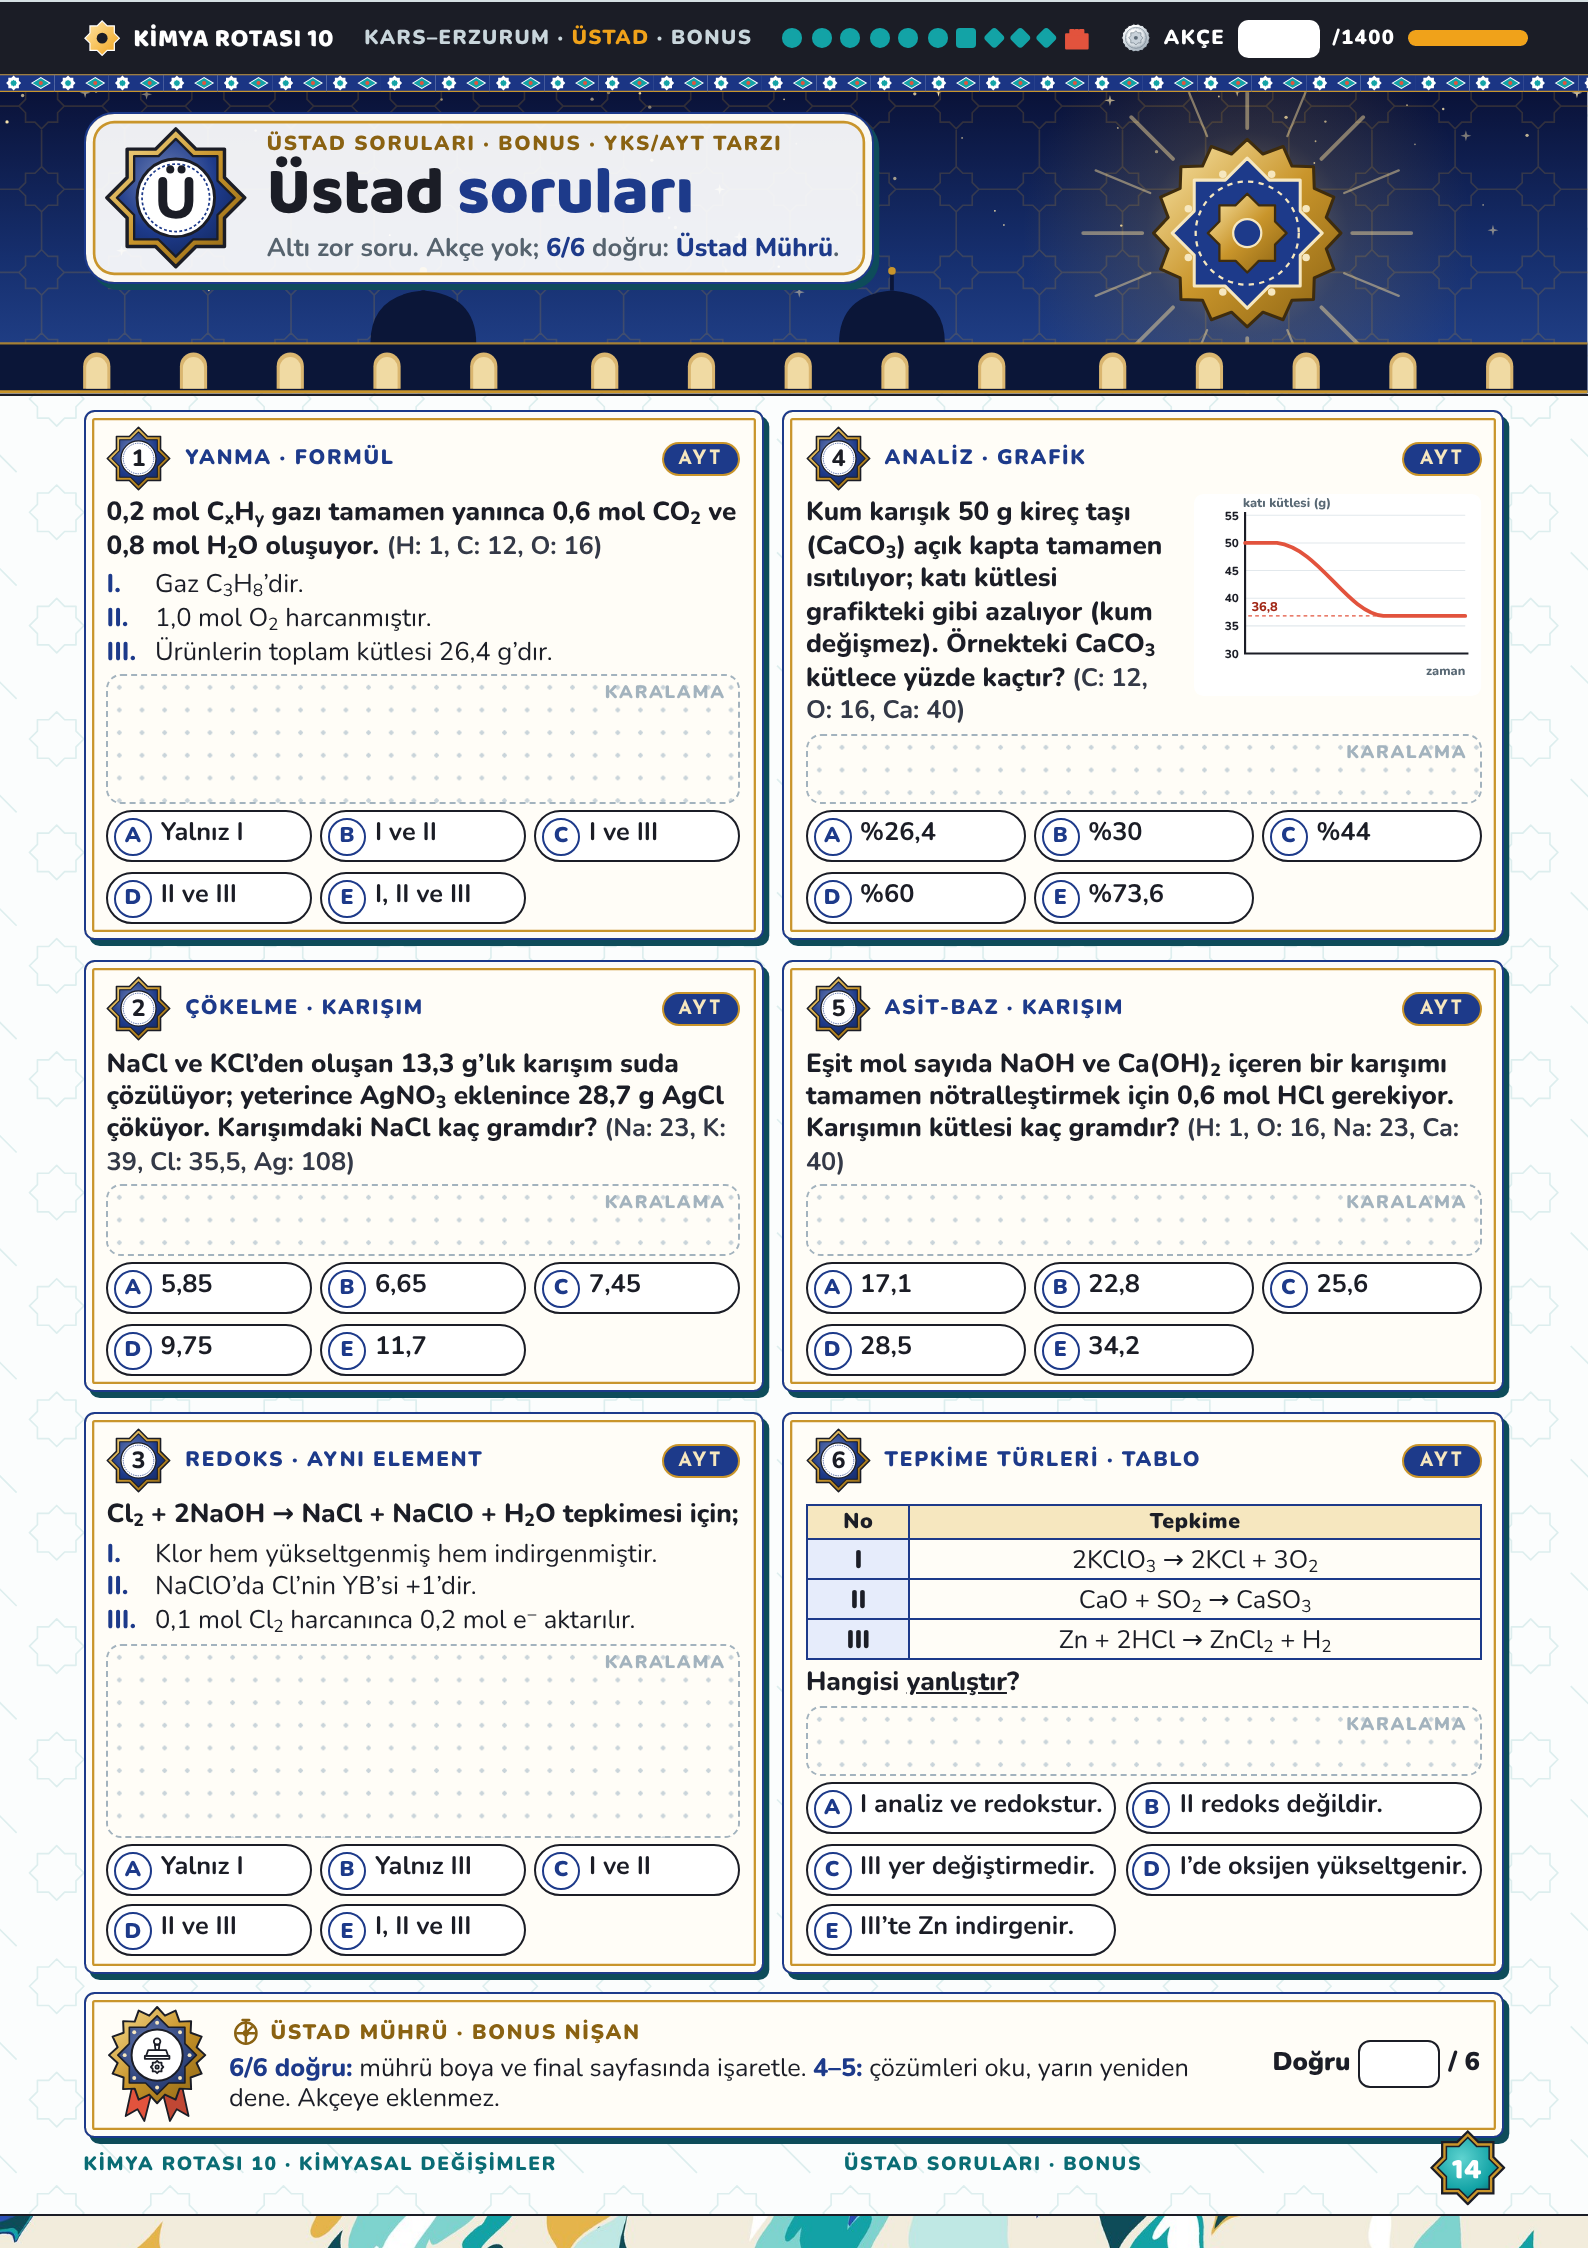 KİMYA ROTASI 10 KARS–ERZURUM · ÜSTAD · BONUS AKÇE /1400
ÜSTAD SORULARI · BONUS · YKS/AYT TARZI
Ü
Üstad soruları
Altı zor soru. Akçe yok; 6/6 doğru: Üstad Mührü.
1 YANMA · FORMÜL AYT
0,2 mol CₓHᵧ gazı tamamen yanınca 0,6 mol CO₂ ve
0,8 mol H₂O oluşuyor. (H: 1, C: 12, O: 16)
I. Gaz C₃H₈’dir.
II. 1,0 mol O₂ harcanmıştır.
III. Ürünlerin toplam kütlesi 26,4 g’dır.
KARALAMA
A Yalnız I B I ve II C I ve III
D II ve III E I, II ve III
4 ANALİZ · GRAFİK AYT
Kum karışık 50 g kireç taşı
(CaCO₃) açık kapta tamamen
ısıtılıyor; katı kütlesi
grafikteki gibi azalıyor (kum
değişmez). Örnekteki CaCO₃
kütlece yüzde kaçtır? (C: 12,
O: 16, Ca: 40)
katı kütlesi (g)
55
50
45
40
36,8
35
30
zaman
KARALAMA
A %26,4 B %30 C %44
D %60 E %73,6
2 ÇÖKELME · KARIŞIM AYT
NaCl ve KCl’den oluşan 13,3 g’lık karışım suda
çözülüyor; yeterince AgNO₃ eklenince 28,7 g AgCl
çöküyor. Karışımdaki NaCl kaç gramdır? (Na: 23, K:
39, Cl: 35,5, Ag: 108)
KARALAMA
A 5,85 B 6,65 C 7,45
D 9,75 E 11,7
5 ASİT-BAZ · KARIŞIM AYT
Eşit mol sayıda NaOH ve Ca(OH)₂ içeren bir karışımı
tamamen nötralleştirmek için 0,6 mol HCl gerekiyor.
Karışımın kütlesi kaç gramdır? (H: 1, O: 16, Na: 23, Ca:
40)
KARALAMA
A 17,1 B 22,8 C 25,6
D 28,5 E 34,2
3 REDOKS · AYNI ELEMENT AYT
Cl₂ + 2NaOH → NaCl + NaClO + H₂O tepkimesi için;
I. Klor hem yükseltgenmiş hem indirgenmiştir.
II. NaClO’da Cl’nin YB’si +1’dir.
III. 0,1 mol Cl₂ harcanınca 0,2 mol e⁻ aktarılır.
KARALAMA
A Yalnız I B Yalnız III C I ve II
D II ve III E I, II ve III
6 TEPKİME TÜRLERİ · TABLO AYT
No Tepkime
I 2KClO₃ → 2KCl + 3O₂
II CaO + SO₂ → CaSO₃
III Zn + 2HCl → ZnCl₂ + H₂
Hangisi yanlıştır?
KARALAMA
A I analiz ve redokstur. B II redoks değildir.
C III yer değiştirmedir. D I’de oksijen yükseltgenir.
E III’te Zn indirgenir.
ÜSTAD MÜHRÜ · BONUS NİŞAN
6/6 doğru: mührü boya ve final sayfasında işaretle. 4–5: çözümleri oku, yarın yeniden
dene. Akçeye eklenmez.
Doğru / 6
KİMYA ROTASI 10 · KİMYASAL DEĞİŞİMLER ÜSTAD SORULARI · BONUS 14